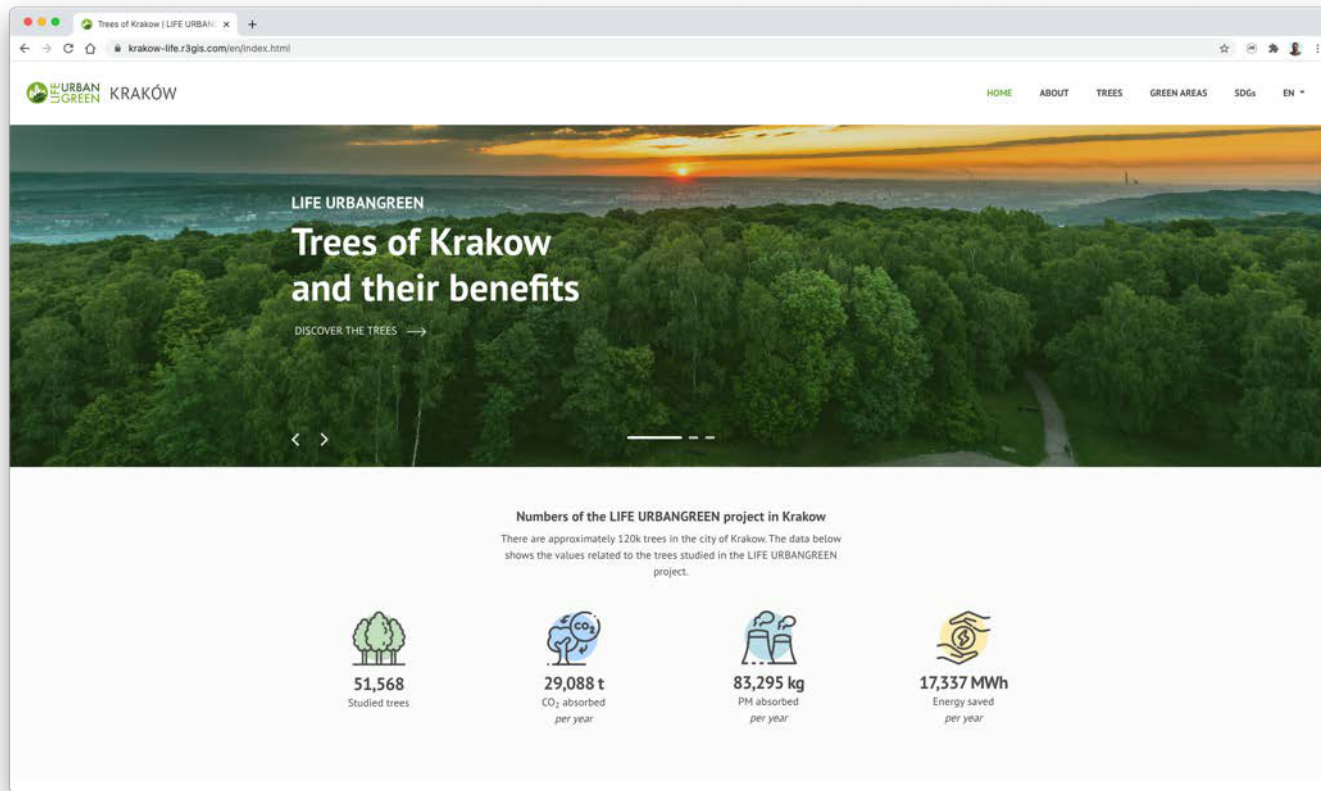 Trees of Krakow | LIFE URBAN
krakow-life.r3gis.com/en/index.html
LIFE URBAN GREEN KRAKÓW
HOME ABOUT TREES GREEN AREAS SDGs EN
LIFE URBANGREEN
Trees of Krakow
and their benefits
DISCOVER THE TREES
Numbers of the LIFE URBANGREEN project in Krakow
There are approximately 120k trees in the city of Krakow. The data below
shows the values related to the trees studied in the LIFE URBANGREEN
project.
CO2
51,568
Studied trees
29,088 t
CO₂ absorbed
per year
83,295 kg
PM absorbed
per year
17,337 MWh
Energy saved
per year